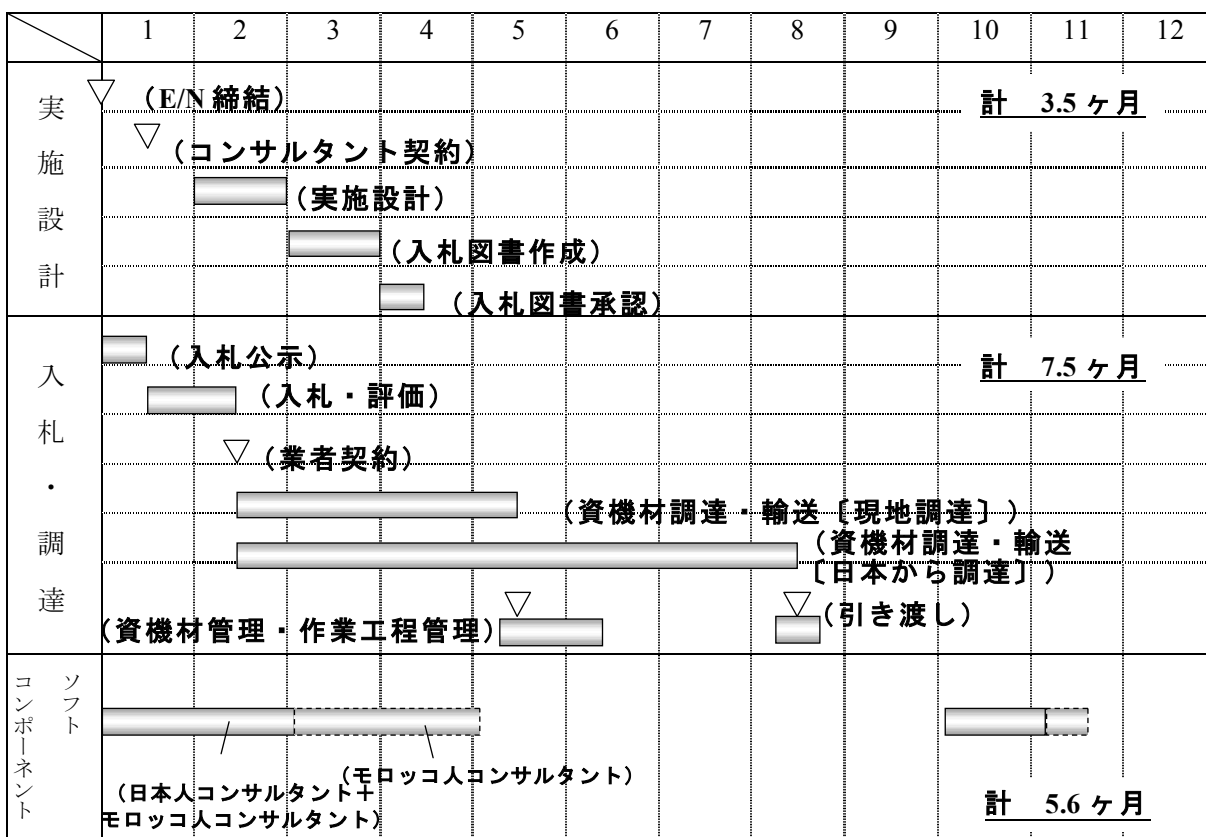 1 2 3 4 5 6 7 8 9 10 11 12
実施設計
(E/N 締結)
計 3.5 ヶ月
(コンサルタント契約)
(実施設計)
(入札図書作成)
(入札図書承認)
入札・調達
(入札公示)
計 7.5 ヶ月
(入札・評価)
(業者契約)
(資機材調達・輸送〔現地調達〕)
(資機材調達・輸送
〔日本から調達〕)
(引き渡し)
(資機材管理・作業工程管理)
ソフト
コンポーネント
(モロッコ人コンサルタント)
(日本人コンサルタント＋
モロッコ人コンサルタント)
計 5.6 ヶ月